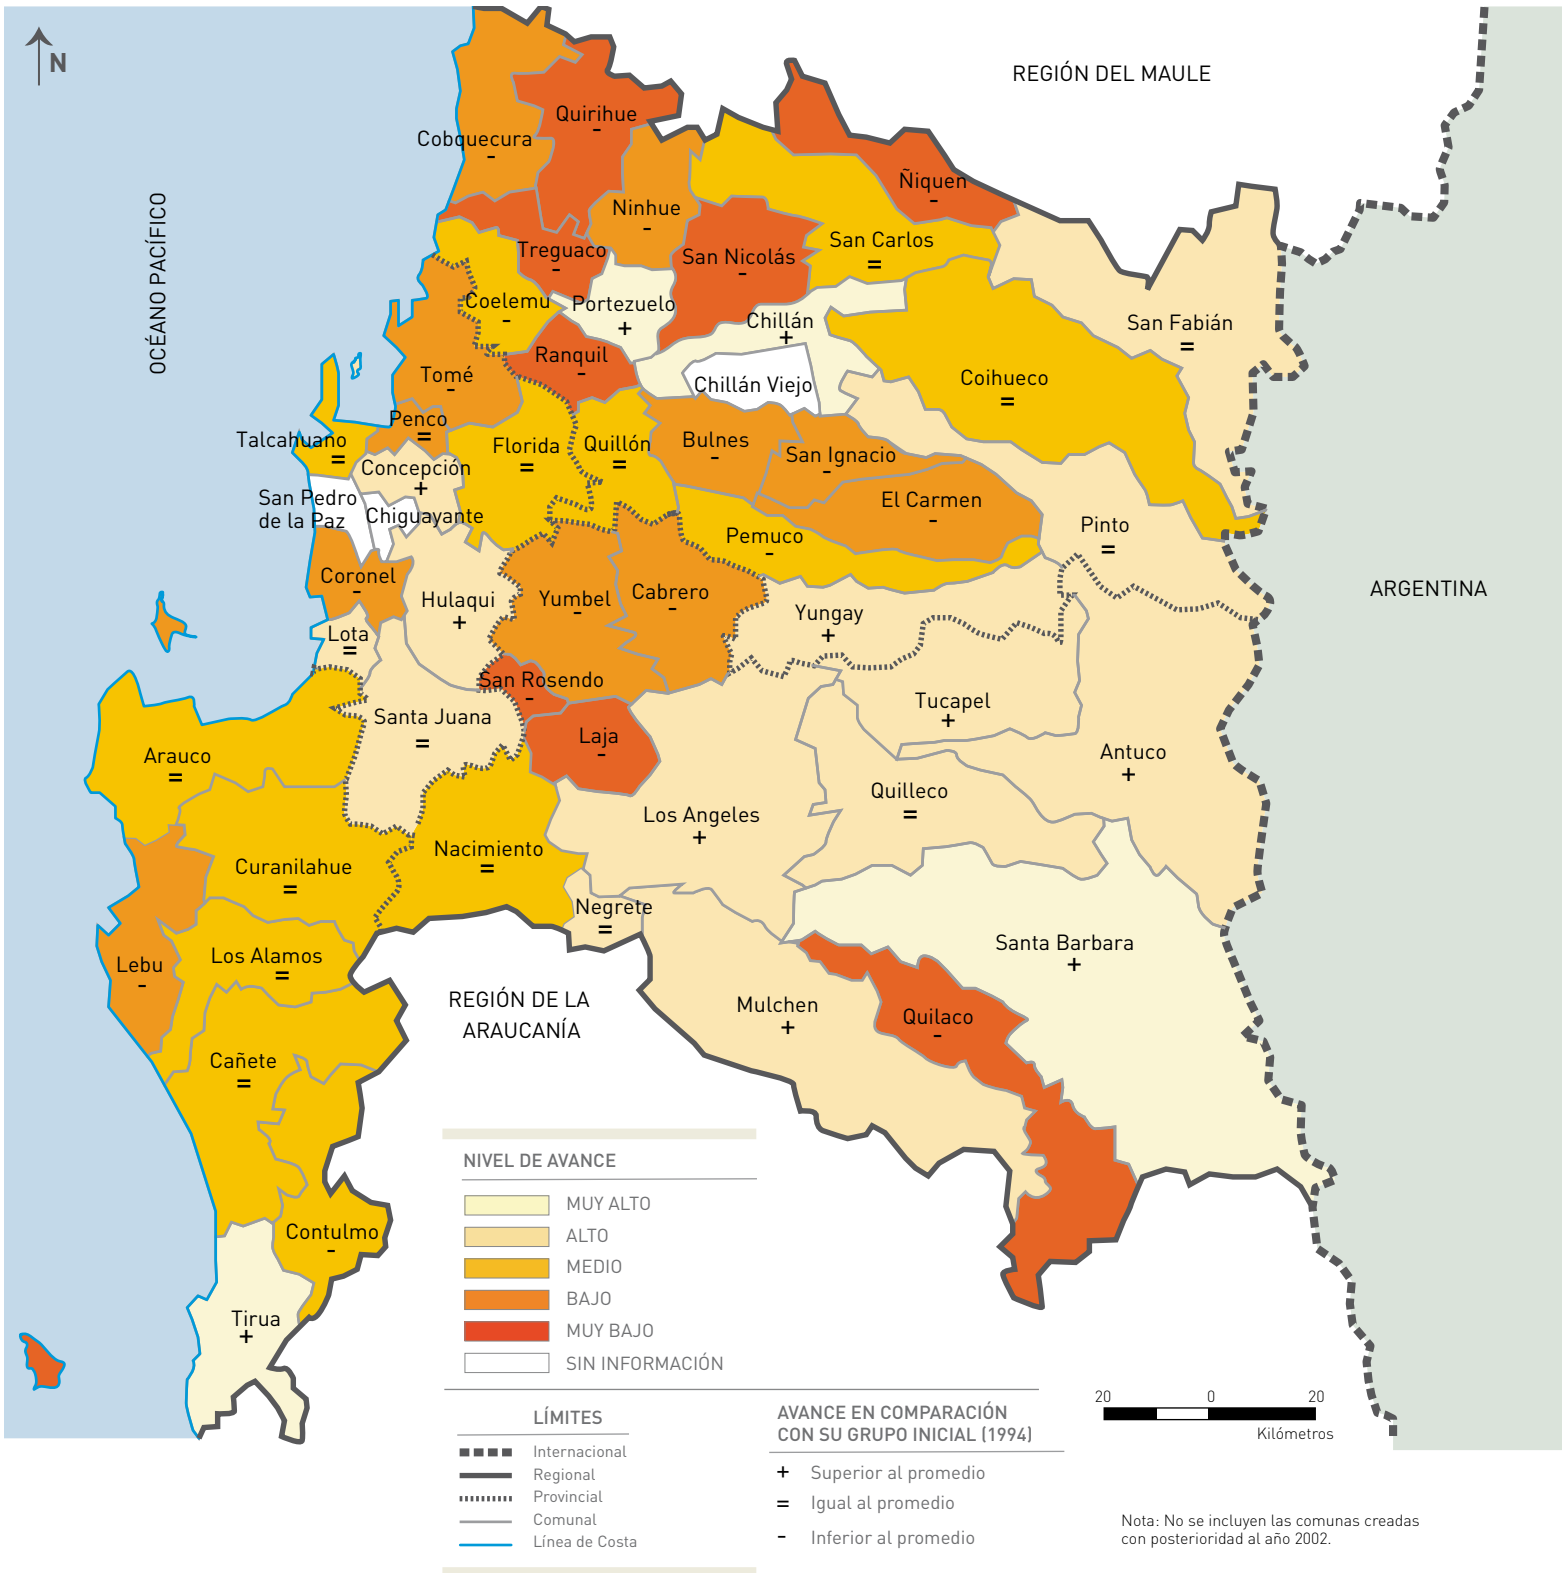 N
REGIÓN DEL MAULE
Quirihue
-
Cobquecura
-
Ñiquen
-
Ninhue
-
OCÉANO PACÍFICO
San Carlos
=
Treguaco
-
San Nicolás
-
Coelemu
-
Portezuelo
+
Chillán
+
San Fabián
=
Ranquil
-
Tomé
-
Chillán Viejo
Coihueco
=
Penco
=
Talcahuano
=
Florida
=
Quillón
=
Bulnes
-
San Ignacio
-
Concepción
+
San Pedro
de la Paz
Chiguayante
El Carmen
-
Pinto
=
Pemuco
-
Coronel
-
ARGENTINA
Hulaqui
+
Yumbel
-
Cabrero
-
Yungay
+
Lota
=
San Rosendo
-
Tucapel
+
Santa Juana
=
Laja
-
Arauco
=
Antuco
+
Quilleco
=
Los Angeles
+
Nacimiento
=
Curanilahue
=
Negrete
=
Santa Barbara
+
Los Alamos
=
Lebu
-
REGIÓN DE LA
ARAUCANÍA
Mulchen
+
Quilaco
-
Cañete
=
Contulmo
-
Tirua
+
NIVEL DE AVANCE
MUY ALTO
ALTO
MEDIO
BAJO
MUY BAJO
SIN INFORMACIÓN
LÍMITES
Internacional
Regional
Provincial
Comunal
Línea de Costa
AVANCE EN COMPARACIÓN
CON SU GRUPO INICIAL (1994)
+ Superior al promedio
= Igual al promedio
- Inferior al promedio
20 0 20
Kilómetros
Nota: No se incluyen las comunas creadas
con posterioridad al año 2002.